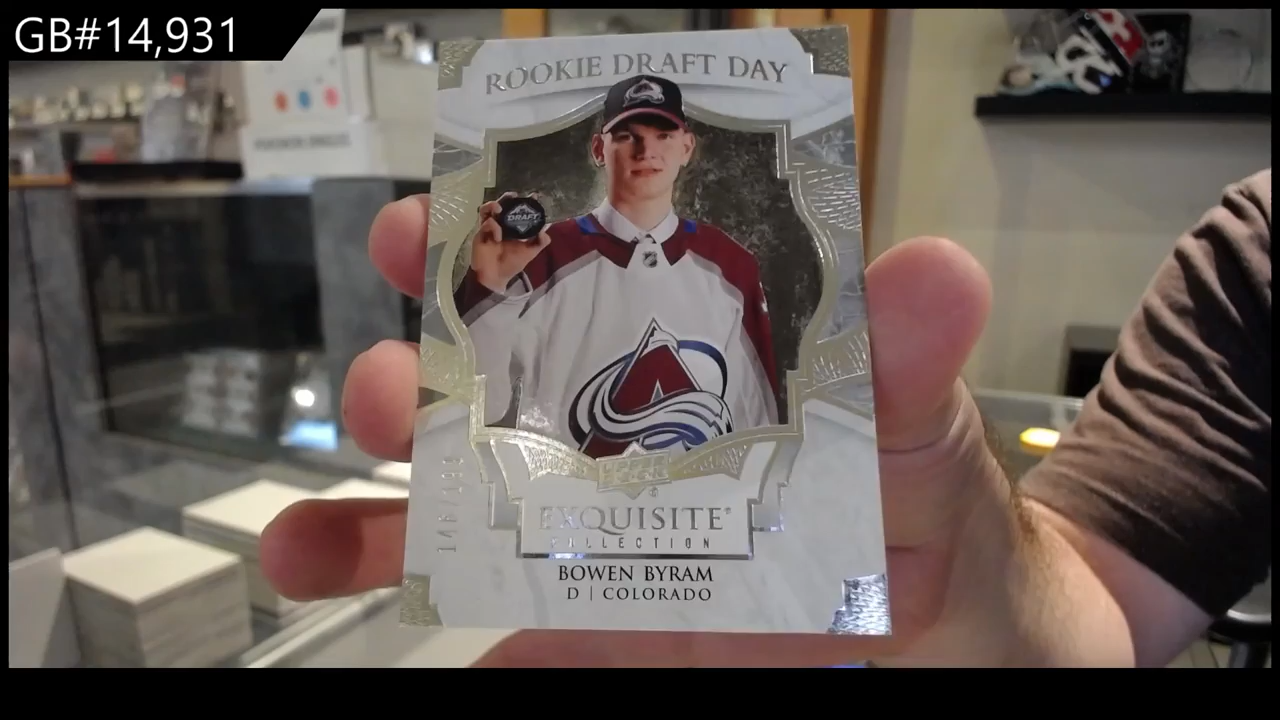 GB#14,931
ROOKIE DRAFT DAY
DRAFT
EXQUISITE
COLLECTION
BOWEN BYRAM
D | COLORADO